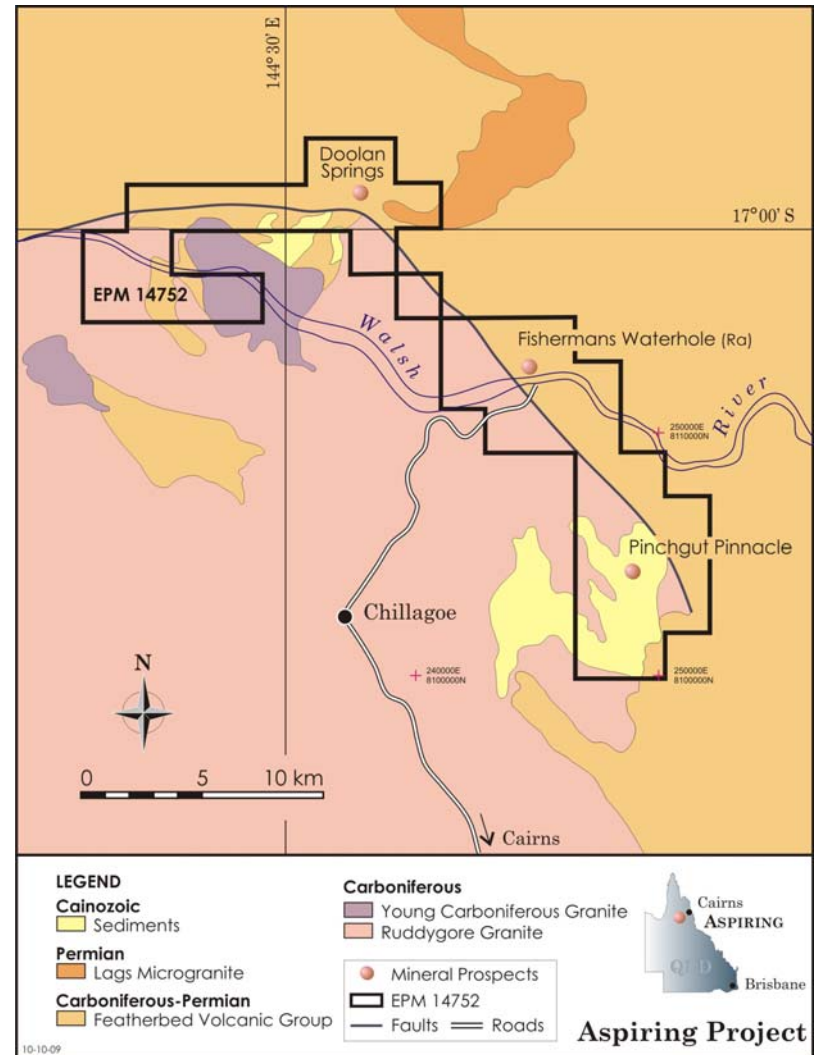 144° 30' E
Doolan
Springs
17° 00' S
EPM 14752
Walsh
River
Fishermans Waterhole (Ra)
250000E
8110000N
Pinchgut Pinnacle
Chillagoe
240000E
8100000N
250000E
8100000N
N
0 5 10 km
Cairns
LEGEND
Cainozoic
Sediments
Permian
Lags Microgranite
Carboniferous-Permian
Featherbed Volcanic Group
Carboniferous
Young Carboniferous Granite
Ruddygore Granite
Mineral Prospects
EPM 14752
Faults Roads
Cairns
ASPIRING
QLD
Brisbane
Aspiring Project
10-10-09